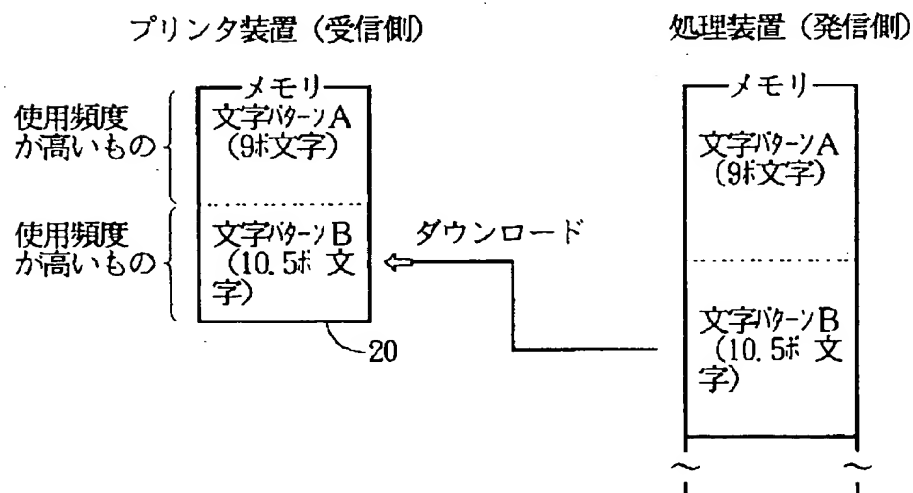 プリンタ装置（受信側）
処理装置（発信側）
使用頻度
が高いもの
メモリ
文字パターンA
（9ポ文字）
使用頻度
が高いもの
文字パターンB
（10.5ポ 文
字）
ダウンロード
20
メモリ
文字パターンA
（9ポ文字）
文字パターンB
（10.5ポ 文
字）